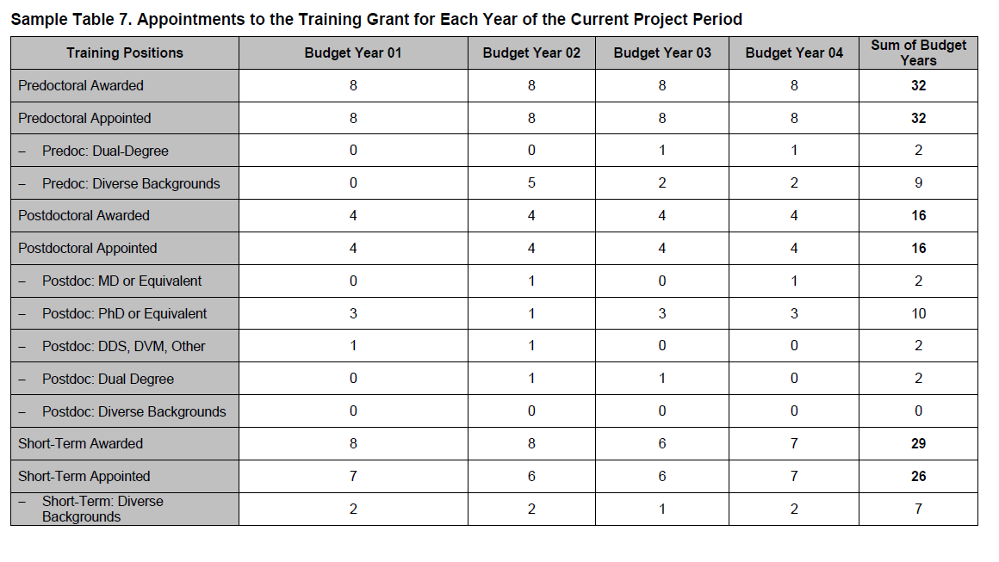 Sample Table 7. Appointments to the Training Grant for Each Year of the Current Project Period
Training Positions Budget Year 01 Budget Year 02 Budget Year 03 Budget Year 04 Sum of Budget Years
Predoctoral Awarded 8 8 8 8 32
Predoctoral Appointed 8 8 8 8 32
– Predoc: Dual-Degree 0 0 1 1 2
– Predoc: Diverse Backgrounds 0 5 2 2 9
Postdoctoral Awarded 4 4 4 4 16
Postdoctoral Appointed 4 4 4 4 16
– Postdoc: MD or Equivalent 0 1 0 1 2
– Postdoc: PhD or Equivalent 3 1 3 3 10
– Postdoc: DDS, DVM, Other 1 1 0 0 2
– Postdoc: Dual Degree 0 1 1 0 2
– Postdoc: Diverse Backgrounds 0 0 0 0 0
Short-Term Awarded 8 8 6 7 29
Short-Term Appointed 7 6 6 7 26
– Short-Term: Diverse Backgrounds 2 2 1 2 7